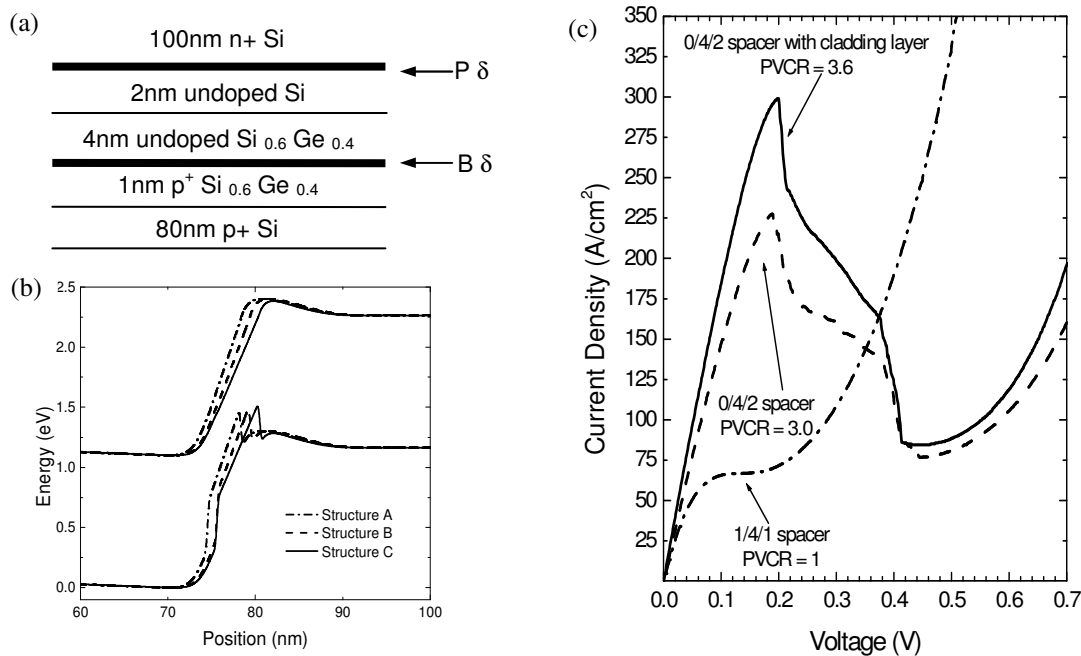 (a)
100nm n+ Si
P δ
2nm undoped Si
4nm undoped Si 0.6 Ge 0.4
B δ
1nm p+ Si 0.6 Ge 0.4
80nm p+ Si
(b)
2.5
2.0
1.5
1.0
0.5
0.0
Energy (eV)
Structure A
Structure B
Structure C
60 70 80 90 100
Position (nm)
(c)
350
325
300
275
250
225
200
175
150
125
100
75
50
25
Current Density (A/cm2)
0/4/2 spacer with cladding layer
PVCR = 3.6
0/4/2 spacer
PVCR = 3.0
1/4/1 spacer
PVCR = 1
0.0 0.1 0.2 0.3 0.4 0.5 0.6 0.7
Voltage (V)